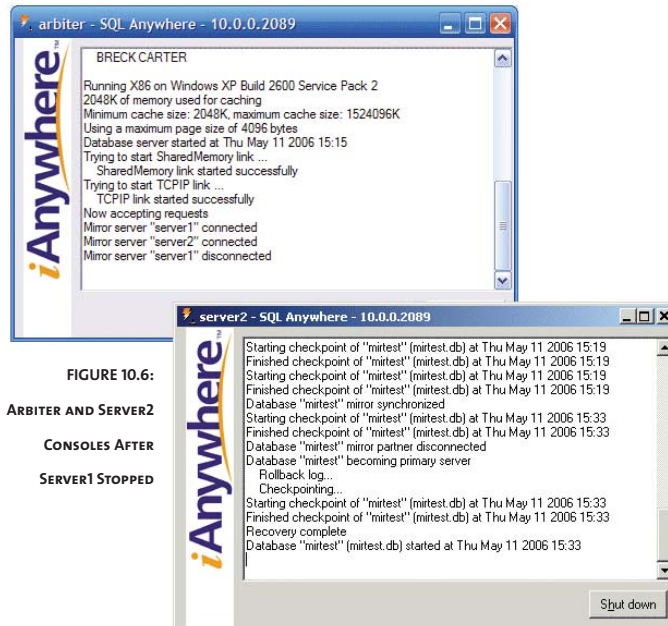 arbiter - SQL Anywhere - 10.0.0.2089
iAnywhere™
BRECK CARTER
Running X86 on Windows XP Build 2600 Service Pack 2
2048K of memory used for caching
Minimum cache size: 2048K, maximum cache size: 1524096K
Using a maximum page size of 4096 bytes
Database server started at Thu May 11 2006 15:15
Trying to start SharedMemory link ...
SharedMemory link started successfully
Trying to start TCPIP link ...
TCPIP link started successfully
Now accepting requests
Mirror server "server1" connected
Mirror server "server2" connected
Mirror server "server1" disconnected
FIGURE 10.6:
ARBITER AND SERVER2
CONSOLES AFTER
SERVER1 STOPPED
server2 - SQL Anywhere - 10.0.0.2089
iAnywhere™
Starting checkpoint of "mirtest" (mirtest.db) at Thu May 11 2006 15:19
Finished checkpoint of "mirtest" (mirtest.db) at Thu May 11 2006 15:19
Starting checkpoint of "mirtest" (mirtest.db) at Thu May 11 2006 15:19
Finished checkpoint of "mirtest" (mirtest.db) at Thu May 11 2006 15:19
Database "mirtest" mirror synchronized
Starting checkpoint of "mirtest" (mirtest.db) at Thu May 11 2006 15:33
Finished checkpoint of "mirtest" (mirtest.db) at Thu May 11 2006 15:33
Database "mirtest" mirror partner disconnected
Database "mirtest" becoming primary server
Rollback log...
Checkpointing...
Starting checkpoint of "mirtest" (mirtest.db) at Thu May 11 2006 15:33
Finished checkpoint of "mirtest" (mirtest.db) at Thu May 11 2006 15:33
Recovery complete
Database "mirtest" (mirtest.db) started at Thu May 11 2006 15:33
Shut down